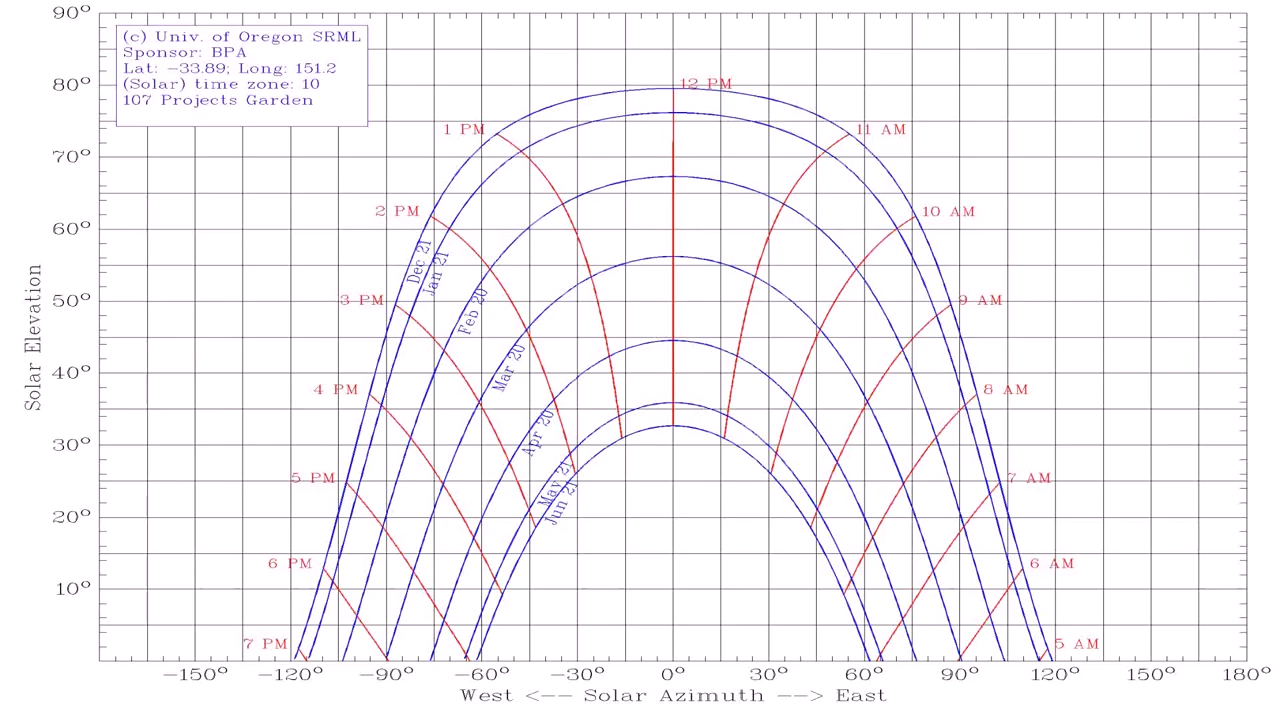 90°
(c) Univ. of Oregon SRML
Sponsor: BPA
Lat: −33.89; Long: 151.2
(Solar) time zone: 10
107 Projects Garden
80°
12 PM
1 PM
11 AM
70°
2 PM
10 AM
60°
Dec 21
Jan 21
Feb 20
Mar 20
Apr 20
May 21
Jun 21
3 PM
9 AM
50°
Solar Elevation
40°
4 PM
8 AM
30°
5 PM
7 AM
20°
6 PM
6 AM
10°
7 PM
5 AM
−150° −120° −90° −60° −30° 0° 30° 60° 90° 120° 150° 180°
West <−− Solar Azimuth −−> East